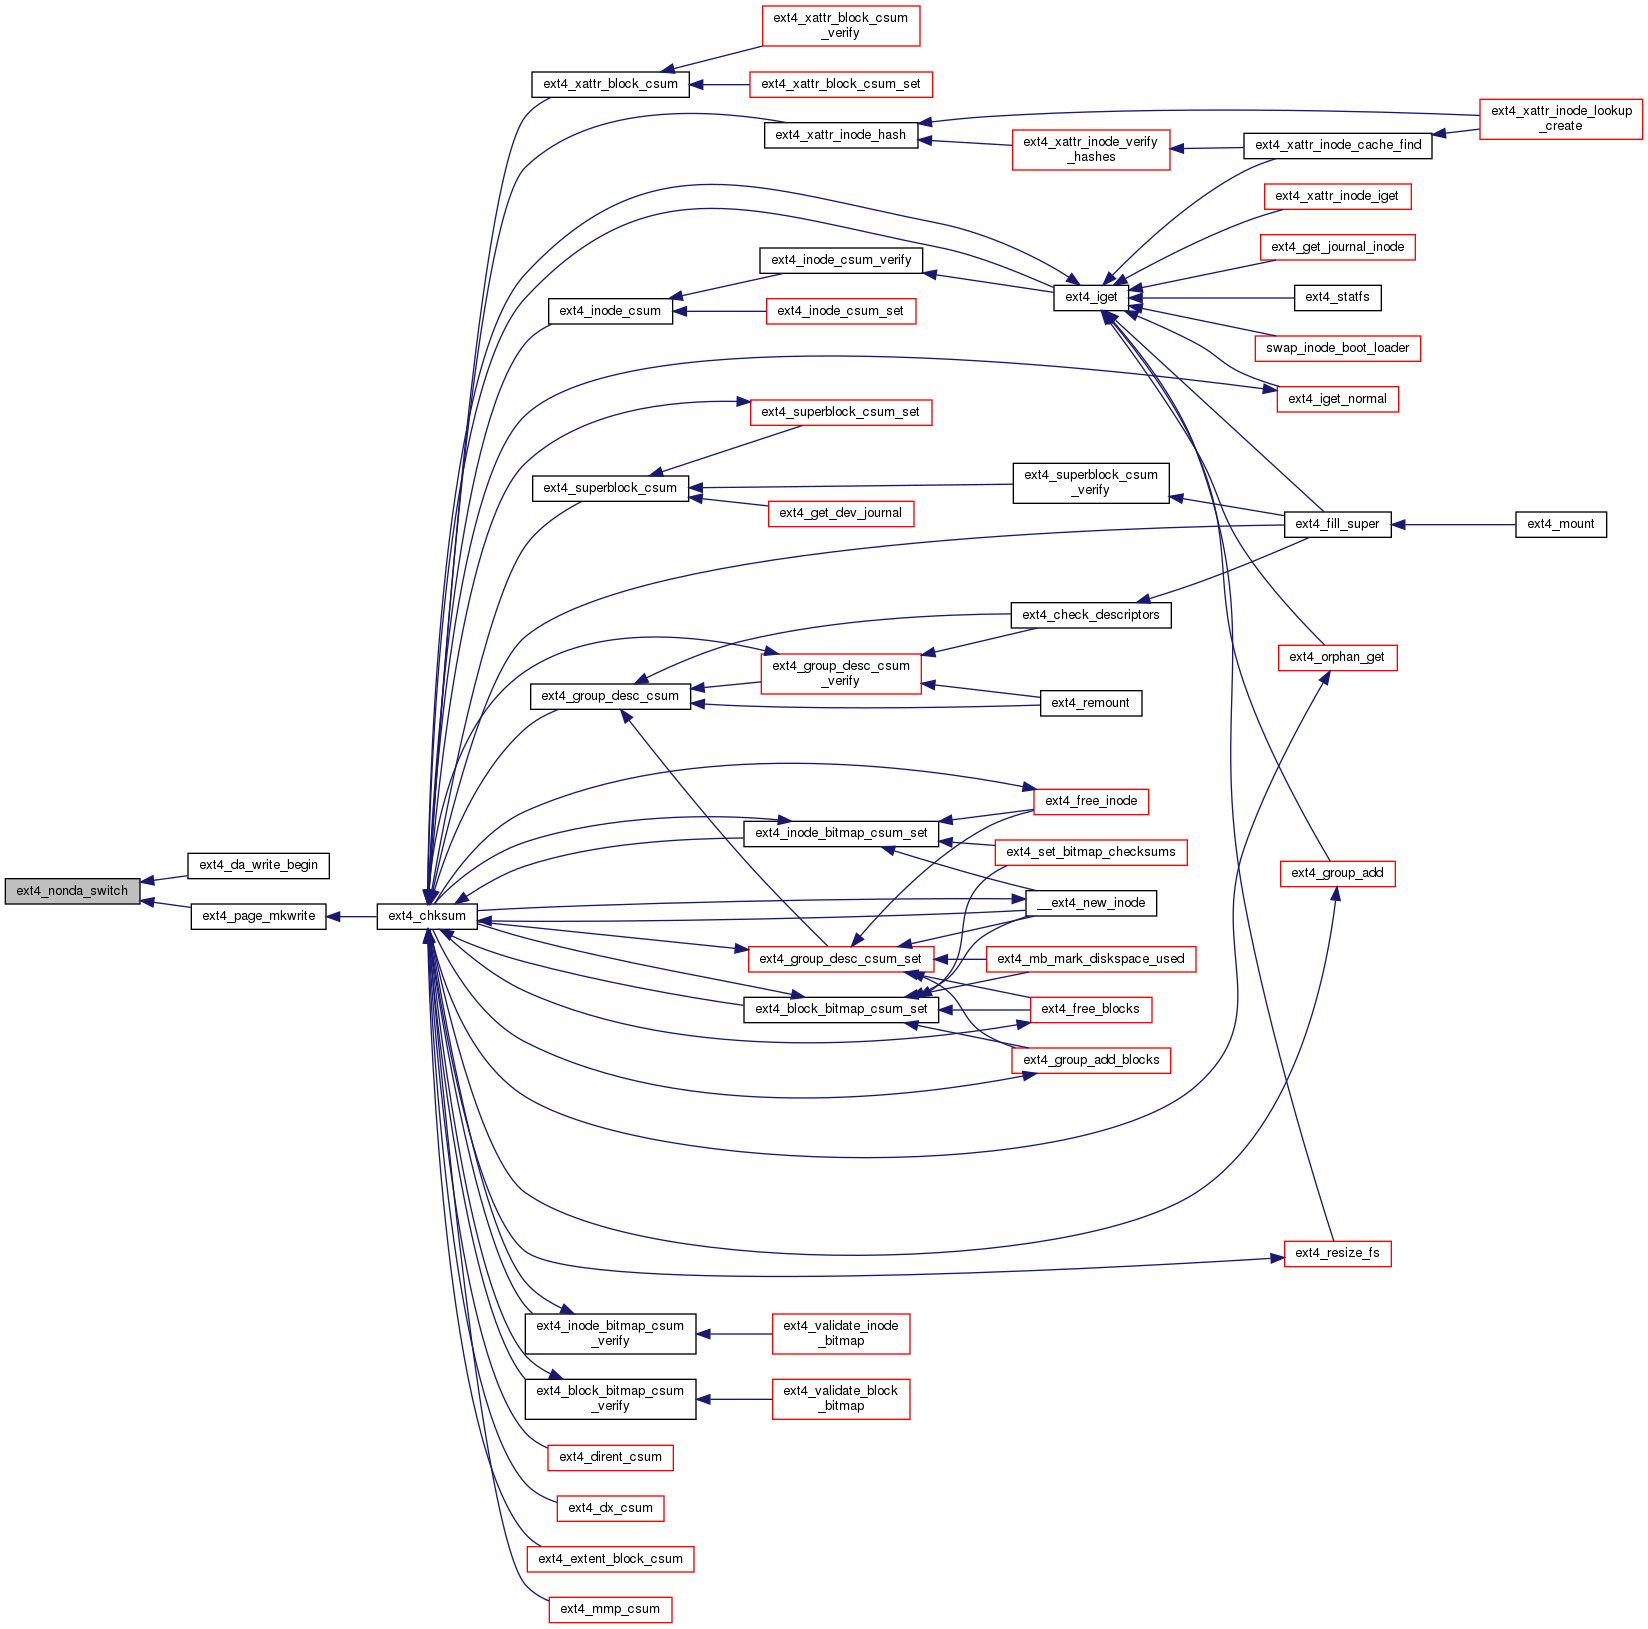 ext4_xattr_block_csum
_verify
ext4_xattr_block_csum
ext4_xattr_block_csum_set
ext4_xattr_inode_lookup
_create
ext4_xattr_inode_hash
ext4_xattr_inode_verify
_hashes
ext4_xattr_inode_cache_find
ext4_xattr_inode_iget
ext4_get_journal_inode
ext4_inode_csum_verify
ext4_iget
ext4_statfs
ext4_inode_csum
ext4_inode_csum_set
swap_inode_boot_loader
ext4_iget_normal
ext4_superblock_csum_set
ext4_superblock_csum
ext4_superblock_csum
_verify
ext4_get_dev_journal
ext4_fill_super
ext4_mount
ext4_check_descriptors
ext4_orphan_get
ext4_group_desc_csum
_verify
ext4_group_desc_csum
ext4_remount
ext4_free_inode
ext4_inode_bitmap_csum_set
ext4_set_bitmap_checksums
ext4_da_write_begin
ext4_group_add
ext4_nonda_switch
ext4_page_mkwrite
ext4_chksum
__ext4_new_inode
ext4_group_desc_csum_set
ext4_mb_mark_diskspace_used
ext4_block_bitmap_csum_set
ext4_free_blocks
ext4_group_add_blocks
ext4_resize_fs
ext4_inode_bitmap_csum
_verify
ext4_validate_inode
_bitmap
ext4_block_bitmap_csum
_verify
ext4_validate_block
_bitmap
ext4_dirent_csum
ext4_dx_csum
ext4_extent_block_csum
ext4_mmp_csum